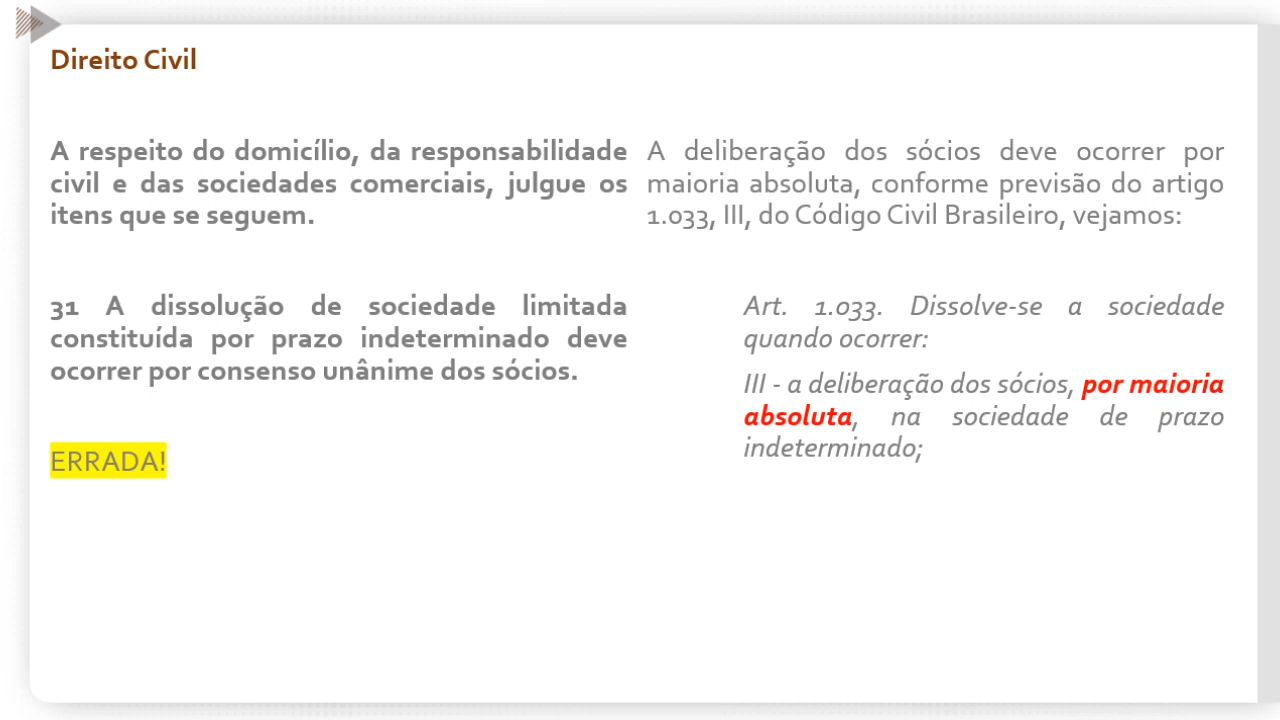 Direito Civil
A respeito do domicílio, da responsabilidade
civil e das sociedades comerciais, julgue os
itens que se seguem.
31 A dissolução de sociedade limitada
constituída por prazo indeterminado deve
ocorrer por consenso unânime dos sócios.
ERRADA!
A deliberação dos sócios deve ocorrer por
maioria absoluta, conforme previsão do artigo
1.033, III, do Código Civil Brasileiro, vejamos:
Art. 1.033. Dissolve-se a sociedade
quando ocorrer:
III - a deliberação dos sócios, por maioria
absoluta, na sociedade de prazo
indeterminado;